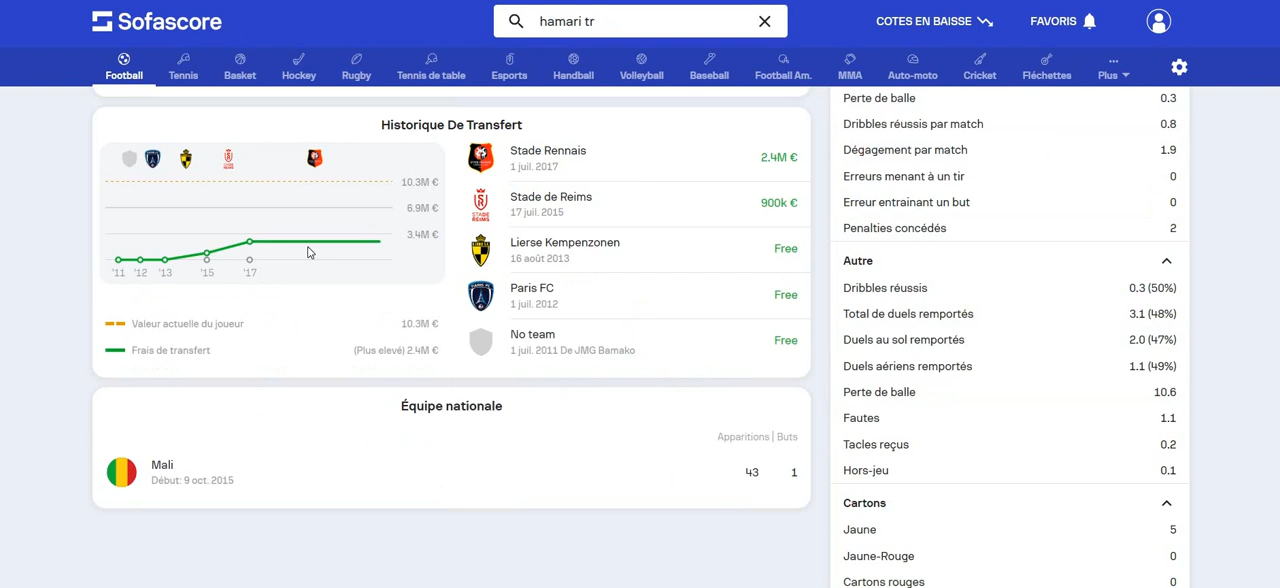 Sofascore
hamari tr
COTES EN BAISSE
FAVORIS
Football
Tennis
Basket
Hockey
Rugby
Tennis de table
Esports
Handball
Volleyball
Baseball
Football Am.
MMA
Auto-moto
Cricket
Fléchettes
Plus
Historique De Transfert
10.3M €
6.9M €
3.4M €
'11 '12 '13 '15 '17
Valeur actuelle du joueur 10.3M €
Frais de transfert (Plus elevé) 2.4M €
Stade Rennais
1 juil. 2017
2.4M €
Stade de Reims
17 juil. 2015
900k €
Lierse Kempenzonen
16 août 2013
Free
Paris FC
1 juil. 2012
Free
No team
1 juil. 2011 De JMG Bamako
Free
Équipe nationale
Apparitions | Buts
Mali
Début: 9 oct. 2015
43 1
Perte de balle 0.3
Dribbles réussis par match 0.8
Dégagement par match 1.9
Erreurs menant à un tir 0
Erreur entrainant un but 0
Penalties concédés 2
Autre
Dribbles réussis 0.3 (50%)
Total de duels remportés 3.1 (48%)
Duels au sol remportés 2.0 (47%)
Duels aériens remportés 1.1 (49%)
Perte de balle 10.6
Fautes 1.1
Tacles reçus 0.2
Hors-jeu 0.1
Cartons
Jaune 5
Jaune-Rouge 0
Cartons rouges 0